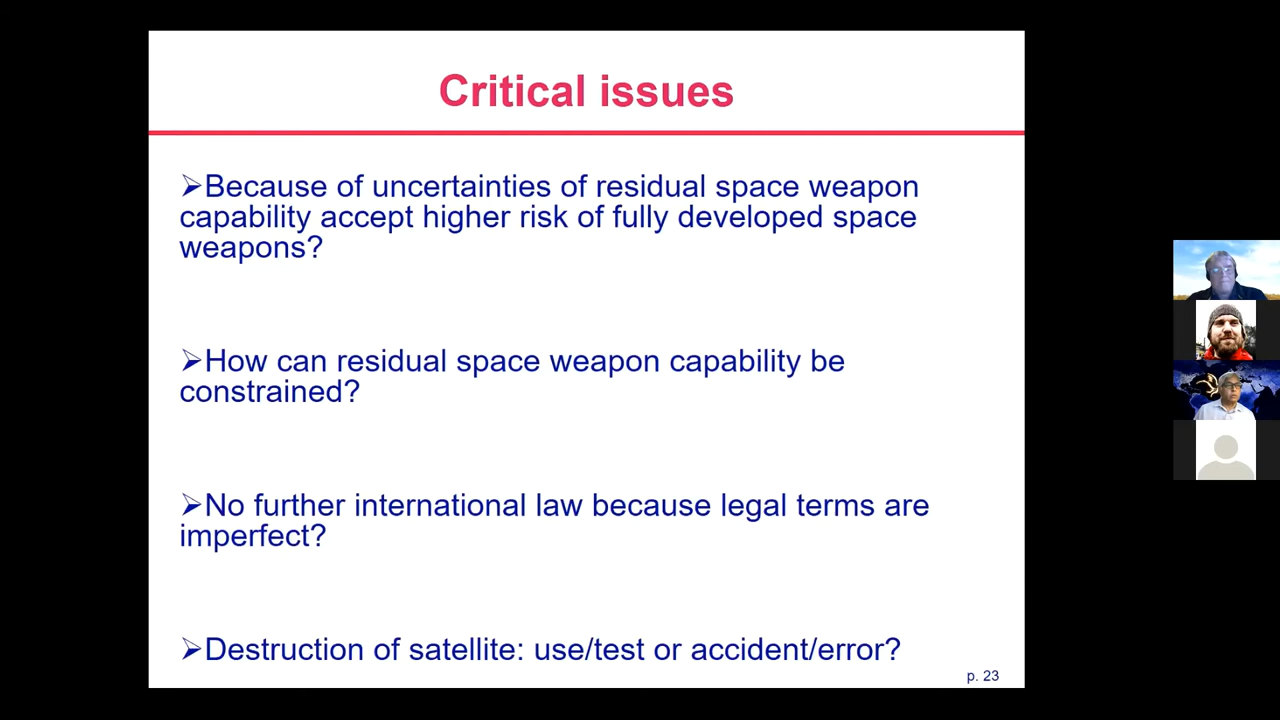 Critical issues
➢Because of uncertainties of residual space weapon
capability accept higher risk of fully developed space
weapons?
➢How can residual space weapon capability be
constrained?
➢No further international law because legal terms are
imperfect?
➢Destruction of satellite: use/test or accident/error?
p. 23